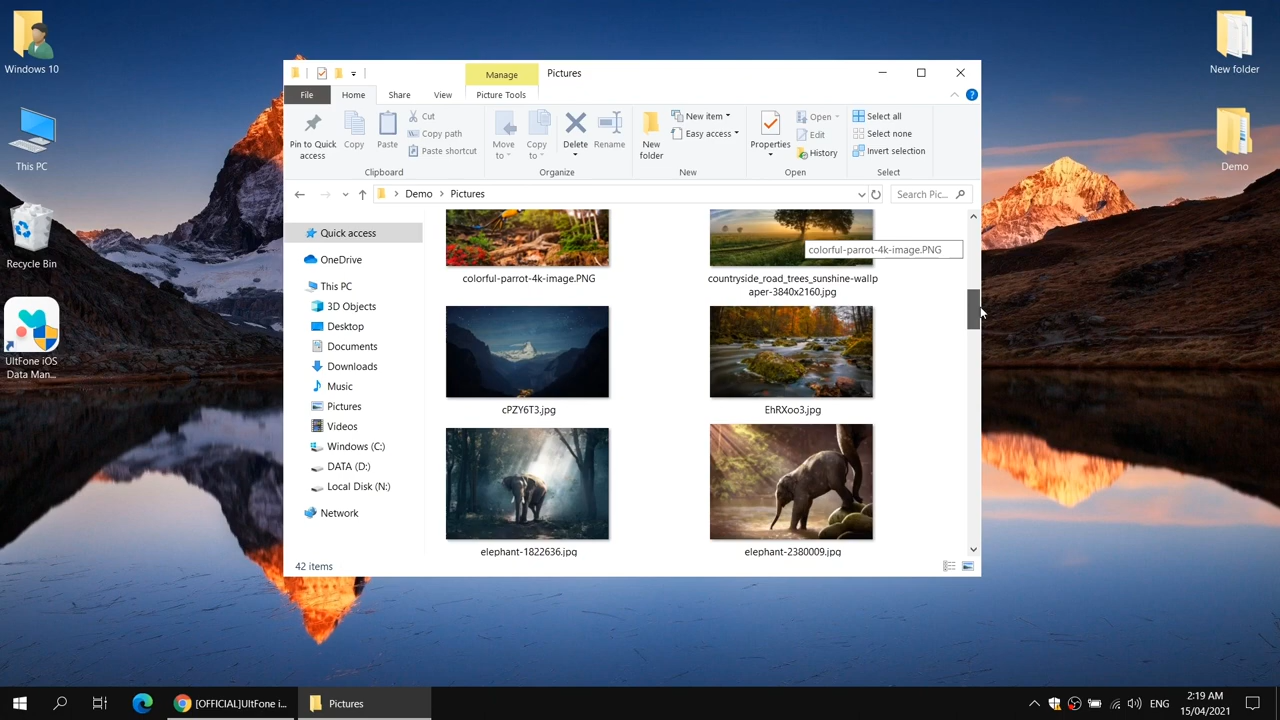 Windows 10
This PC
Recycle Bin
UltFone iOS
Data Man...
New folder
Demo
Manage
Pictures
File
Home
Share
View
Picture Tools
Pin to Quick
access
Copy
Paste
Cut
Copy path
Paste shortcut
Clipboard
Move
to
Copy
to
Delete
Rename
Organize
New
folder
New item
Easy access
New
Properties
Open
Edit
History
Open
Select all
Select none
Invert selection
Select
Demo
Pictures
Search Pic...
Quick access
OneDrive
This PC
3D Objects
Desktop
Documents
Downloads
Music
Pictures
Videos
Windows (C:)
DATA (D:)
Local Disk (N:)
Network
colorful-parrot-4k-image.PNG
colorful-parrot-4k-image.PNG
countryside_road_trees_sunshine-wallp
aper-3840x2160.jpg
cPZY6T3.jpg
EhRXoo3.jpg
elephant-1822636.jpg
elephant-2380009.jpg
42 items
[OFFICIAL]UltFone i...
Pictures
ENG
2:19 AM
15/04/2021